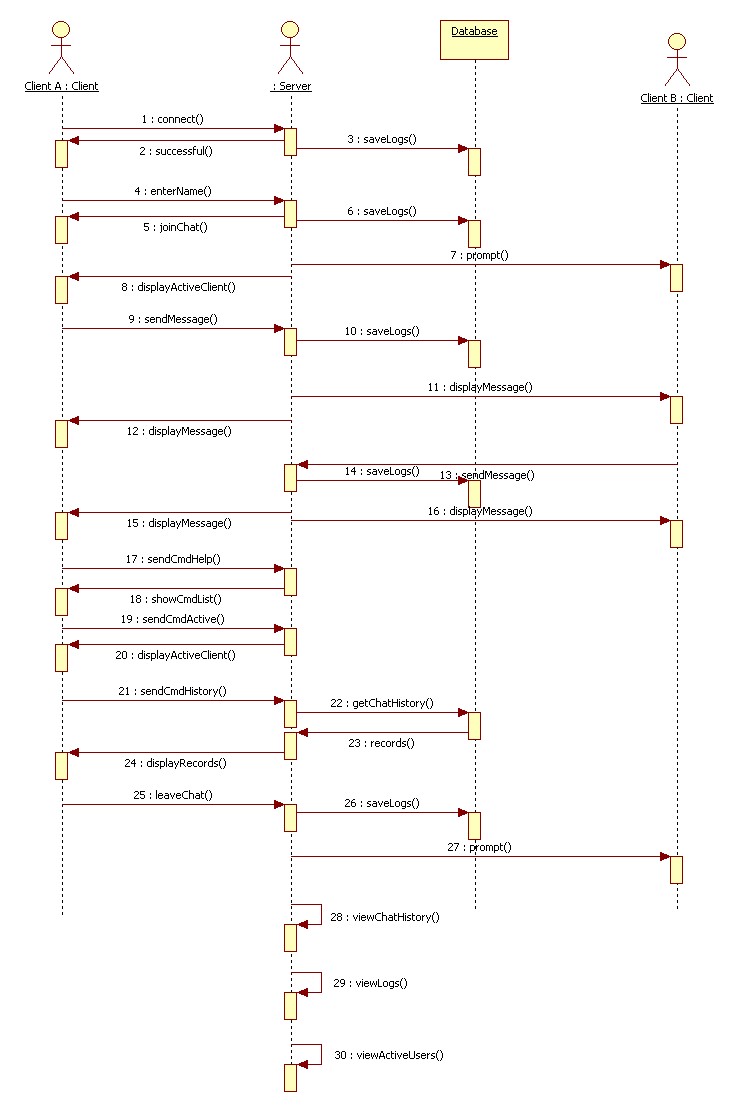 Client A : Client
: Server
Database
Client B : Client
1 : connect()
2 : successful()
3 : saveLogs()
4 : enterName()
5 : joinChat()
6 : saveLogs()
7 : prompt()
8 : displayActiveClient()
9 : sendMessage()
10 : saveLogs()
11 : displayMessage()
12 : displayMessage()
13 : sendMessage()
14 : saveLogs()
15 : displayMessage()
16 : displayMessage()
17 : sendCmdHelp()
18 : showCmdList()
19 : sendCmdActive()
20 : displayActiveClient()
21 : sendCmdHistory()
22 : getChatHistory()
23 : records()
24 : displayRecords()
25 : leaveChat()
26 : saveLogs()
27 : prompt()
28 : viewChatHistory()
29 : viewLogs()
30 : viewActiveUsers()